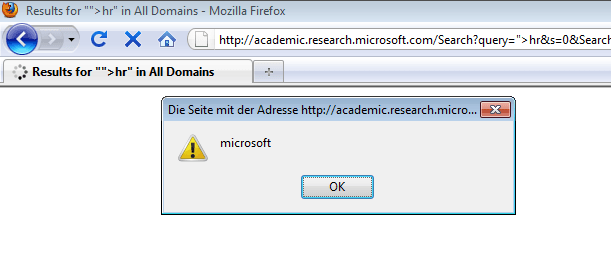 Results for "">hr" in All Domains - Mozilla Firefox
http://academic.research.microsoft.com/Search?query=">hr&s=0&Search
Results for "">hr" in All Domains
Die Seite mit der Adresse http://academic.research.micro...
microsoft
OK